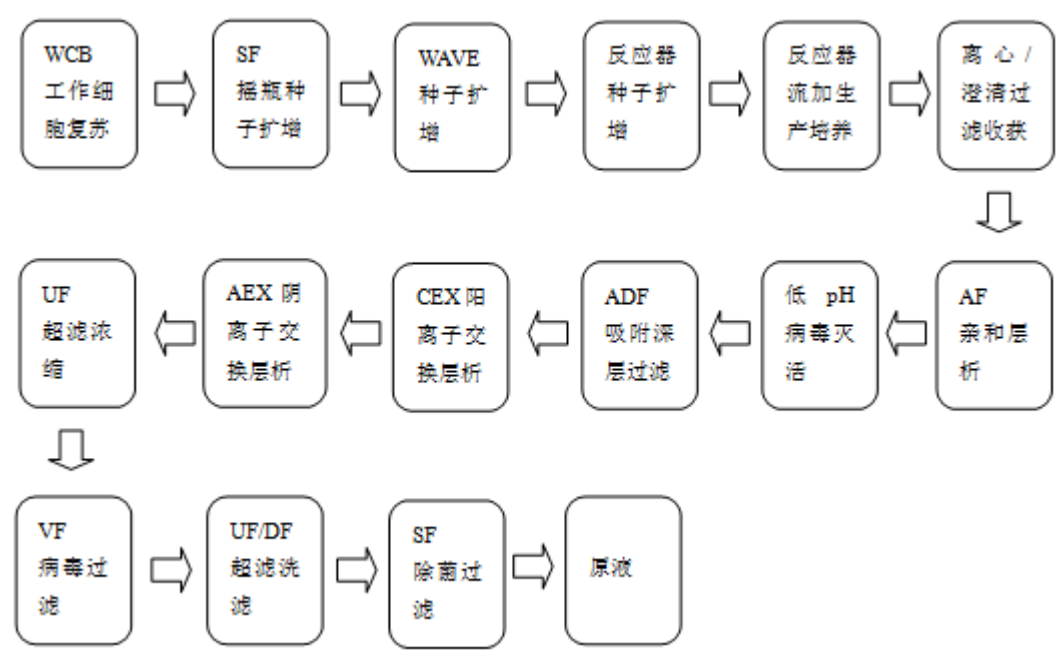 WCB
工作细
胞复苏
SF
摇瓶种
子扩增
WAVE
种子扩
增
反应器
种子扩
增
反应器
流加生
产培养
离心/
澄清过
滤收获
AF
亲和层
析
低 pH
病毒灭
活
ADF
吸附深
层过滤
CEX 阳
离子交
换层析
AEX 阴
离子交
换层析
UF
超滤浓
缩
VF
病毒过
滤
UF/DF
超滤洗
滤
SF
除菌过
滤
原液